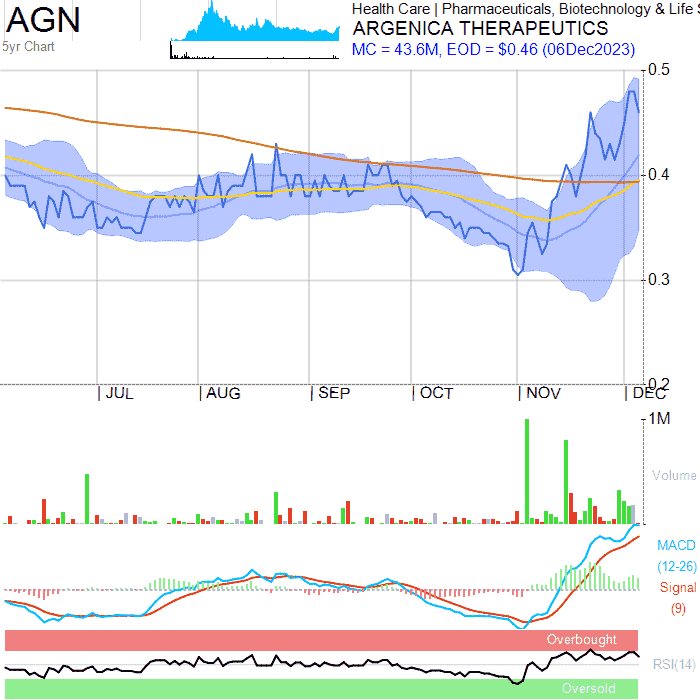 AGN
5yr Chart
Health Care | Pharmaceuticals, Biotechnology & Life S
ARGENICA THERAPEUTICS
MC = 43.6M, EOD = $0.46 (06Dec2023)
0.5
0.4
0.3
0.2
JUL AUG SEP OCT NOV DEC
1M
Volume
MACD
(12-26)
Signal
(9)
Overbought
RSI(14)
Oversold